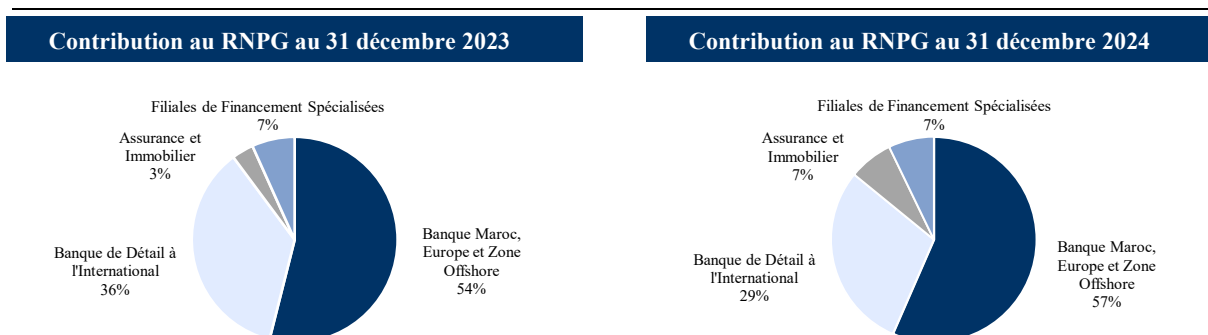 Contribution au RNPG au 31 décembre 2023
Filiales de Financement Spécialisées
7%
Assurance et
Immobilier
3%
Banque de Détail à
l'International
36%
Banque Maroc,
Europe et Zone
Offshore
54%
Contribution au RNPG au 31 décembre 2024
Filiales de Financement Spécialisées
7%
Assurance et
Immobilier
7%
Banque de Détail à
l'International
29%
Banque Maroc,
Europe et Zone
Offshore
57%